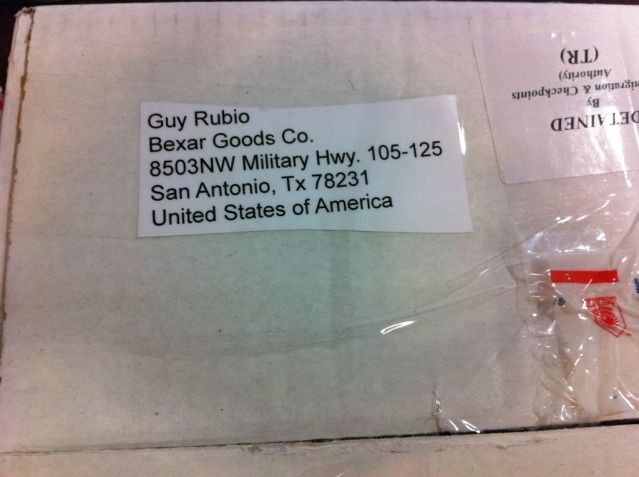 Guy Rubio
Bexar Goods Co.
8503NW Military Hwy. 105-125
San Antonio, Tx 78231
United States of America
DETAINED
By
& Checkpoints
Authority)
(TR)